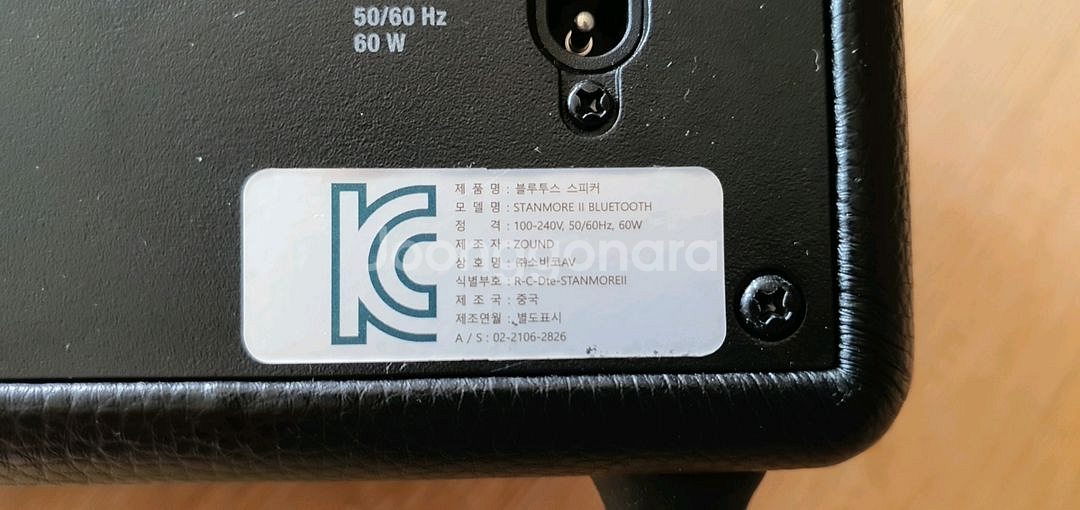 50/60 Hz
60 W
KC
제 품 명 : 블루투스 스피커
모 델 명 : STANMORE II BLUETOOTH
정 격 : 100-240V, 50/60Hz, 60W
제 조 자 : ZOUND
상 호 명 : ㈜소비코AV
식별부호 : R-C-Dte-STANMOREII
제 조 국 : 중국
제조연월 : 별도표시
A / S : 02-2106-2826
Joongonara